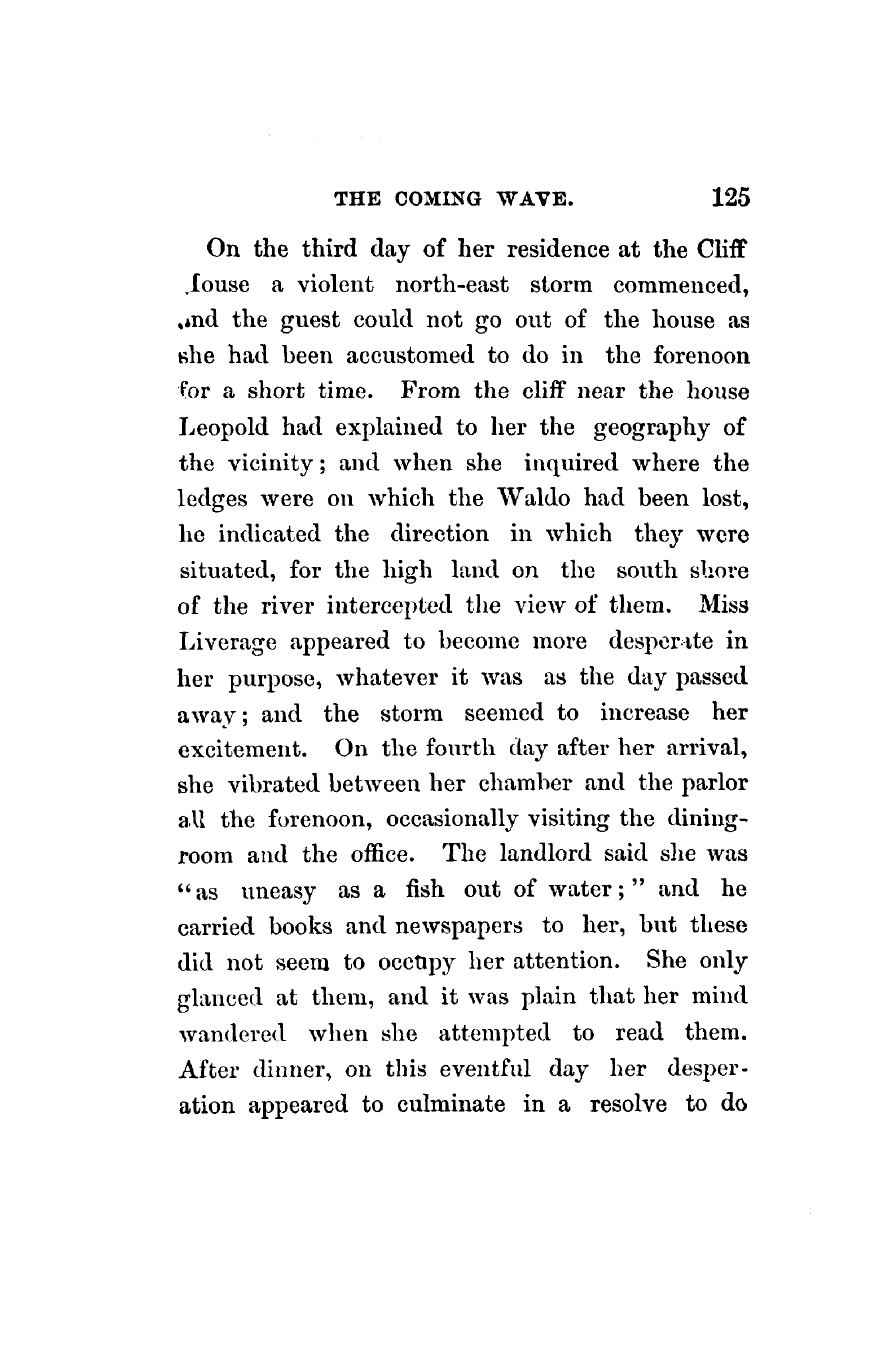 THE COMING WAVE. 125
On the third day of her residence at the Cliff
House a violent north-east storm commenced,
and the guest could not go out of the house as
she had been accustomed to do in the forenoon
for a short time. From the cliff near the house
Leopold had explained to her the geography of
the vicinity; and when she inquired where the
ledges were on which the Waldo had been lost,
he indicated the direction in which they were
situated, for the high land on the south shore
of the river intercepted the view of them. Miss
Liverage appeared to become more desperate in
her purpose, whatever it was as the day passed
away; and the storm seemed to increase her
excitement. On the fourth day after her arrival,
she vibrated between her chamber and the parlor
all the forenoon, occasionally visiting the dining-
room and the office. The landlord said she was
"as uneasy as a fish out of water;" and he
carried books and newspapers to her, but these
did not seem to occupy her attention. She only
glanced at them, and it was plain that her mind
wandered when she attempted to read them.
After dinner, on this eventful day her desper-
ation appeared to culminate in a resolve to do